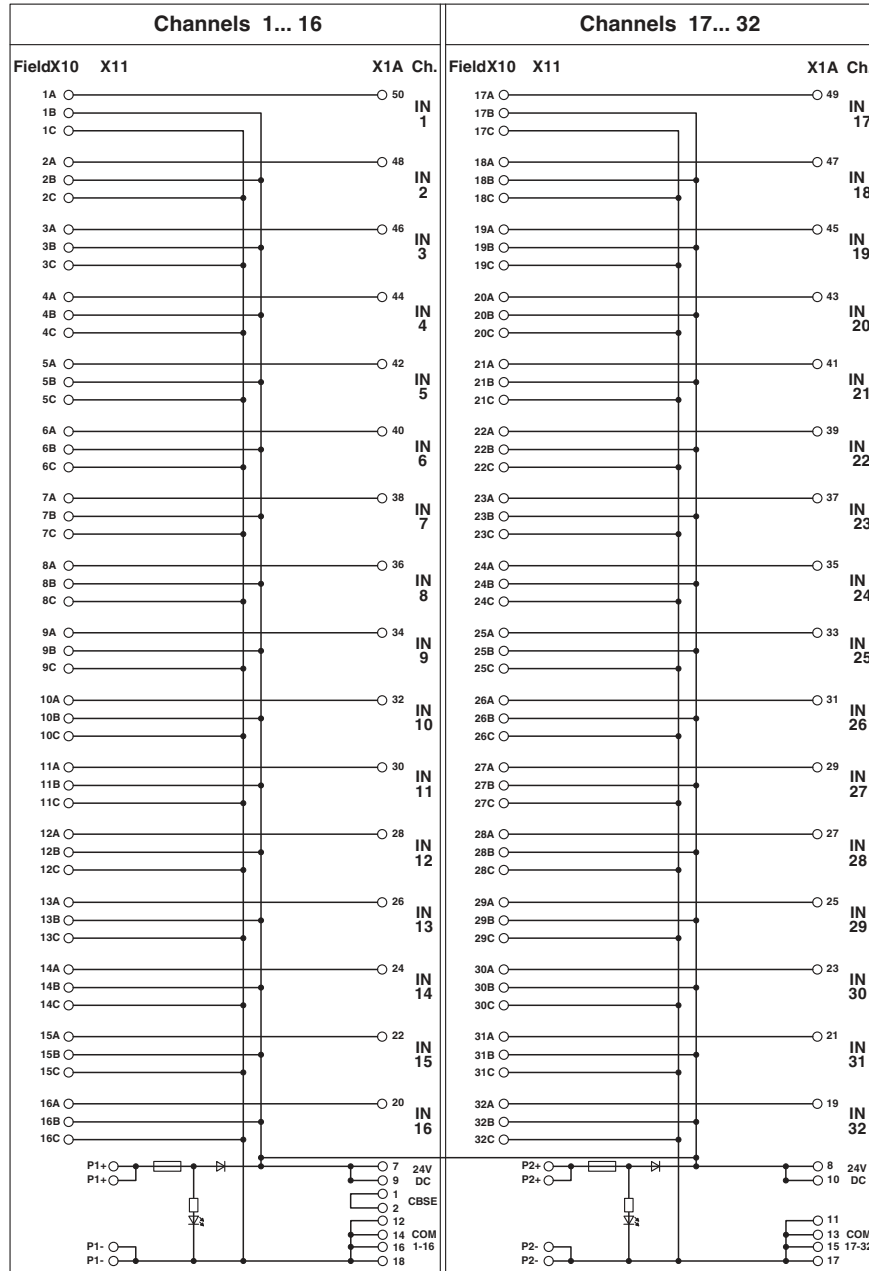 Channels 1... 16
FieldX10 X11 X1A Ch.
1A 50
1B IN
1C 1
2A 48
2B IN
2C 2
3A 46
3B IN
3C 3
4A 44
4B IN
4C 4
5A 42
5B IN
5C 5
6A 40
6B IN
6C 6
7A 38
7B IN
7C 7
8A 36
8B IN
8C 8
9A 34
9B IN
9C 9
10A 32
10B IN
10C 10
11A 30
11B IN
11C 11
12A 28
12B IN
12C 12
13A 26
13B IN
13C 13
14A 24
14B IN
14C 14
15A 22
15B IN
15C 15
16A 20
16B IN
16C 16
P1+ 7 24V
P1+ 9 DC
1
2 CBSE
12
14 COM
P1- 16 1-16
P1- 18
Channels 17... 32
FieldX10 X11 X1A Ch.
17A 49
17B IN
17C 17
18A 47
18B IN
18C 18
19A 45
19B IN
19C 19
20A 43
20B IN
20C 20
21A 41
21B IN
21C 21
22A 39
22B IN
22C 22
23A 37
23B IN
23C 23
24A 35
24B IN
24C 24
25A 33
25B IN
25C 25
26A 31
26B IN
26C 26
27A 29
27B IN
27C 27
28A 27
28B IN
28C 28
29A 25
29B IN
29C 29
30A 23
30B IN
30C 30
31A 21
31B IN
31C 31
32A 19
32B IN
32C 32
P2+ 8 24V
P2+ 10 DC
11
13 COM
P2- 15 17-32
P2- 17